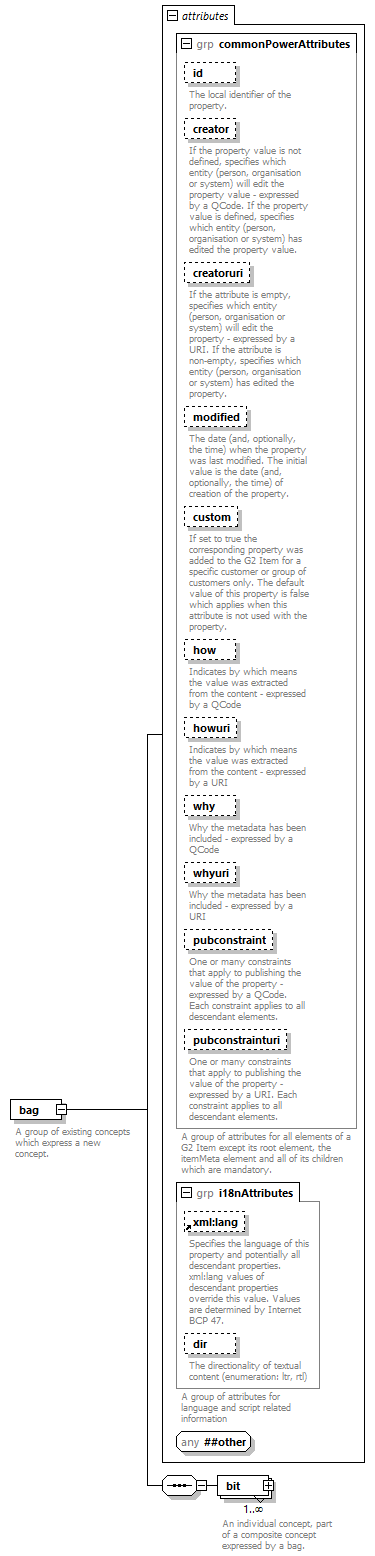 attributes
grp commonPowerAttributes
id
The local identifier of the
property.
creator
If the property value is not
defined, specifies which
entity (person, organisation
or system) will edit the
property value - expressed
by a QCode. If the property
value is defined, specifies
which entity (person,
organisation or system) has
edited the property value.
creatoruri
If the attribute is empty,
specifies which entity
(person, organisation or
system) will edit the
property - expressed by a
URI. If the attribute is
non-empty, specifies which
entity (person, organisation
or system) has edited the
property.
modified
The date (and, optionally,
the time) when the property
was last modified. The initial
value is the date (and,
optionally, the time) of
creation of the property.
custom
If set to true the
corresponding property was
added to the G2 Item for a
specific customer or group of
customers only. The default
value of this property is false
which applies when this
attribute is not used with the
property.
how
Indicates by which means
the value was extracted
from the content - expressed
by a QCode
howuri
Indicates by which means
the value was extracted
from the content - expressed
by a URI
why
Why the metadata has been
included - expressed by a
QCode
whyuri
Why the metadata has been
included - expressed by a
URI
pubconstraint
One or many constraints
that apply to publishing the
value of the property -
expressed by a QCode.
Each constraint applies to all
descendant elements.
pubconstrainturi
One or many constraints
that apply to publishing the
value of the property -
expressed by a URI. Each
constraint applies to all
descendant elements.
bag
A group of existing concepts
which express a new
concept.
A group of attributes for all elements of a
G2 Item except its root element, the
itemMeta element and all of its children
which are mandatory.
grp i18nAttributes
xml:lang
Specifies the language of this
property and potentially all
descendant properties.
xml:lang values of
descendant properties
override this value. Values
are determined by Internet
BCP 47.
dir
The directionality of textual
content (enumeration: ltr, rtl)
A group of attributes for
language and script related
information
any ##other
bit
1..∞
An individual concept, part
of a composite concept
expressed by a bag.